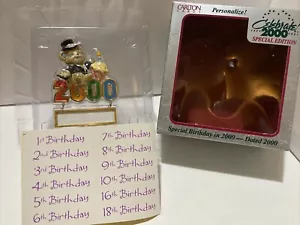 CARLTON
CARDS
Personalize!
Celebrate
2000
SPECIAL EDITION
Special Birthday in 2000 — Dated 2000
2000
1st Birthday
2nd Birthday
3rd Birthday
4th Birthday
5th Birthday
6th Birthday
7th Birthday
8th Birthday
9th Birthday
10th Birthday
16th Birthday
18th Birthday